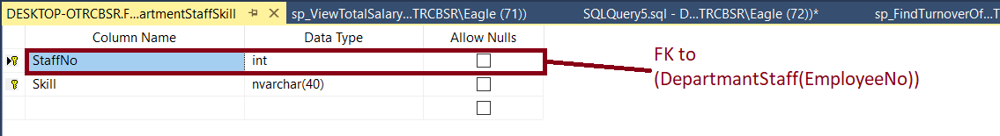 DESKTOP-OTRCBSR.F...artmentStaffSkill sp_ViewTotalSalary...TRCBSR\Eagle (71)) SQLQuery5.sql - D...TRCBSR\Eagle (72))* sp_FindTurnoverOf...T
Column Name Data Type Allow Nulls
StaffNo int
Skill nvarchar(40)
FK to
(DepartmantStaff(EmployeeNo))